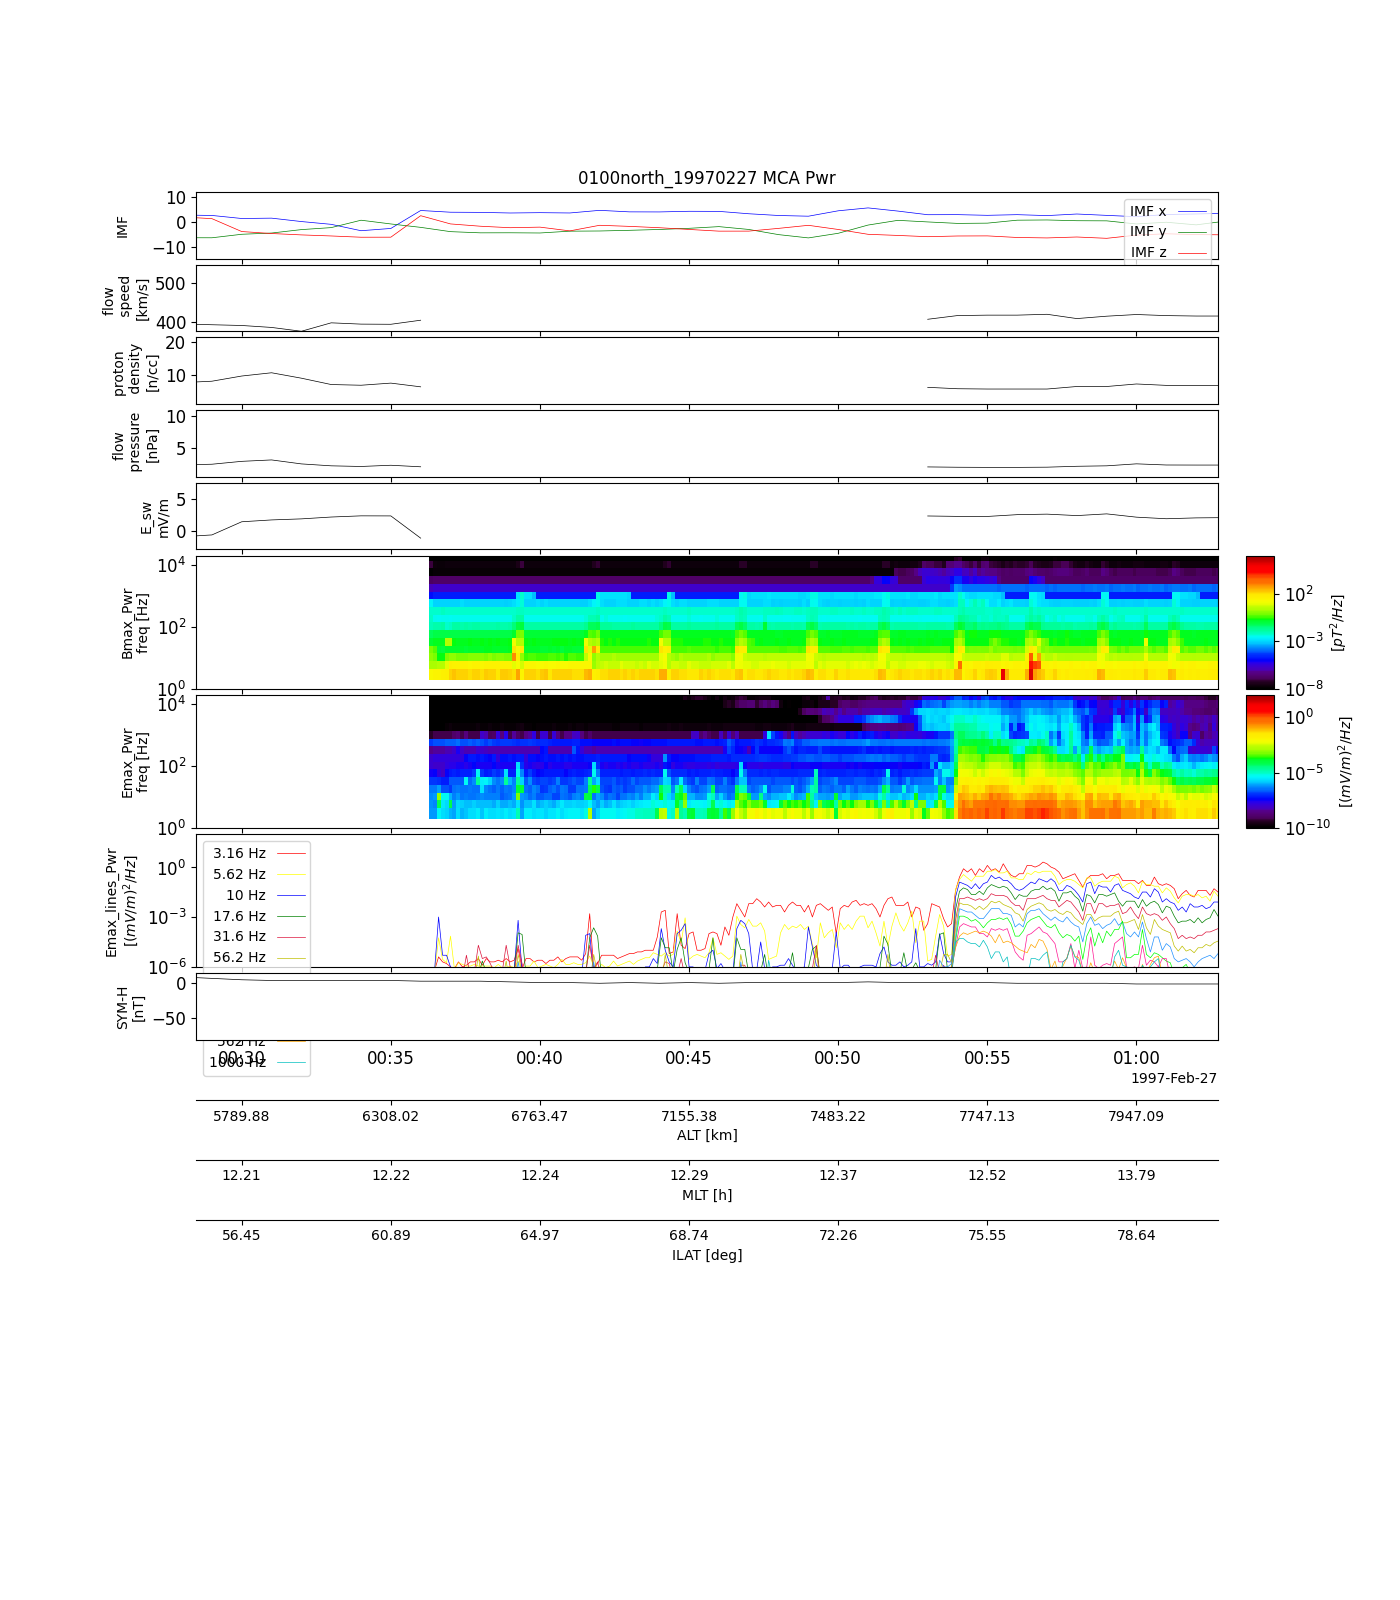 0100north_19970227 MCA Pwr
10
0
−10
IMF
IMF x
IMF y
IMF z
500
400
flow
speed
[km/s]
20
10
proton
density
[n/cc]
10
5
flow
pressure
[nPa]
5
0
E_sw
mV/m
10^4
10^2
10^0
Bmax_Pwr
freq [Hz]
10^2
10^−3
10^−8
[pT^2/Hz]
10^4
10^2
10^0
Emax_Pwr
freq [Hz]
10^0
10^−5
10^−10
[(mV/m)^2/Hz]
10^0
10^−3
10^−6
Emax_lines_Pwr
[(mV/m)^2/Hz]
3.16 Hz
5.62 Hz
10 Hz
17.6 Hz
31.6 Hz
56.2 Hz
0
−50
SYM-H
[nT]
562 Hz
1000 Hz
00:30 00:35 00:40 00:45 00:50 00:55 01:00
1997-Feb-27
5789.88 6308.02 6763.47 7155.38 7483.22 7747.13 7947.09
ALT [km]
12.21 12.22 12.24 12.29 12.37 12.52 13.79
MLT [h]
56.45 60.89 64.97 68.74 72.26 75.55 78.64
ILAT [deg]